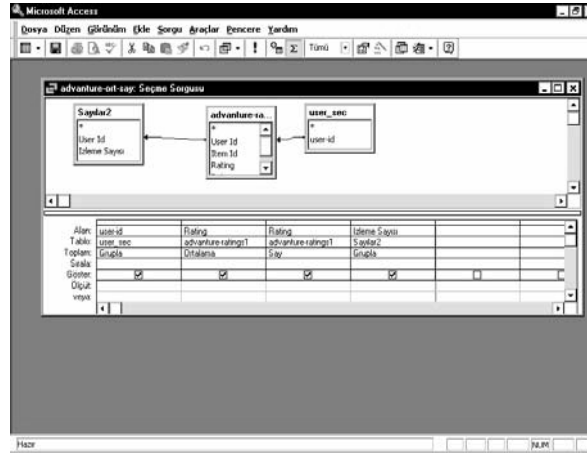 Microsoft Access
Dosya Düzen Görünüm Ekle Sorgu Araçlar Pencere Yardım
Tümü
advanture-ort-say: Seçme Sorgusu
Sayılar2
*
User Id
Izleme Sayısı
advanture-ra...
*
User Id
Item Id
Rating
user_sec
*
user-id
Alan: user-id Rating Rating Izleme Sayısı
Tablo: user_sec advanture-ratings1 advanture-ratings1 Sayılar2
Toplam: Grupla Ortalama Say Grupla
Sırala:
Göster:
Ölçüt:
veya:
Hazır NUM